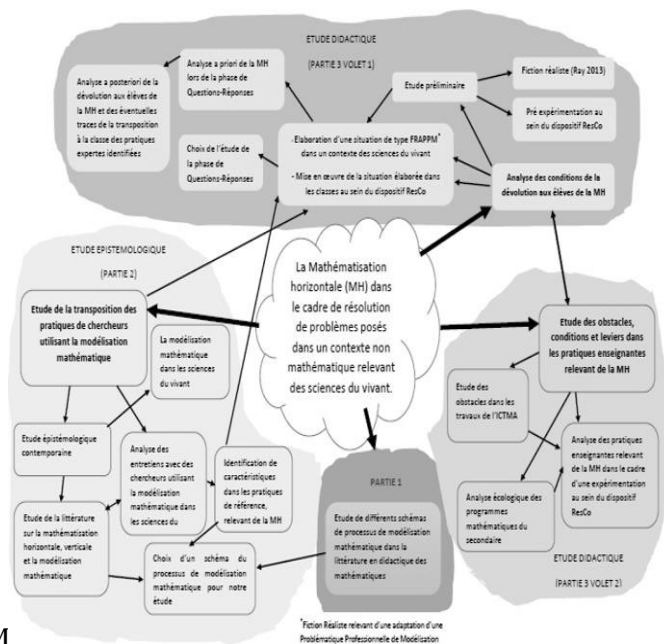 ETUDE DIDACTIQUE
(PARTIE 3 VOLET 1)
Analyse a posteriori de la
dévolution aux élèves de
la MH et des éventuelles
traces de la transposition
à la classe des pratiques
expertes identifiées
Analyse a priori de la MH
lors de la phase de
Questions-Réponses
Choix de l'étude de
la phase de
Questions-Réponses
Etude préliminaire
Fiction réaliste (Ray 2013)
Pré expérimentation au
sein du dispositif ResCo
- Elaboration d'une situation de type FRAPPM*
dans un contexte des sciences du vivant
- Mise en œuvre de la situation élaborée dans
les classes au sein du dispositif ResCo
Analyse des conditions de la
dévolution aux élèves de la MH
La Mathématisation
horizontale (MH) dans
le cadre de résolution
de problèmes posés
dans un contexte non
mathématique relevant
des sciences du vivant.
ETUDE EPISTEMOLOGIQUE
(PARTIE 2)
Etude de la transposition des
pratiques de chercheurs
utilisant la modélisation
mathématique
La modélisation
mathématique
dans les sciences
du vivant
Etude épistémologique
contemporaine
Analyse des
entretiens avec des
chercheurs utilisant
la modélisation
mathématique dans
les sciences du
Identification de
caractéristiques
dans les pratiques
de référence,
relevant de la MH
Etude de la littérature
sur la mathématisation
horizontale, verticale
et la modélisation
mathématique
Choix d'un schéma du
processus de modélisation
mathématique pour notre
étude
PARTIE 1
Etude de différents schémas
de processus de modélisation
mathématique dans la
littérature en didactique des
mathématiques
Etude des obstacles,
conditions et leviers dans
les pratiques enseignantes
relevant de la MH
Etude des
obstacles dans les
travaux de l'ICTMA
Analyse des pratiques
enseignantes relevant
de la MH dans le cadre
d'une expérimentation
au sein du dispositif
ResCo
Analyse écologique des
programmes
mathématiques du
secondaire
ETUDE DIDACTIQUE
(PARTIE 3 VOLET 2)
*Fiction Réaliste relevant d'une adaptation d'une
Problématique Professionnelle de Modélisation
M